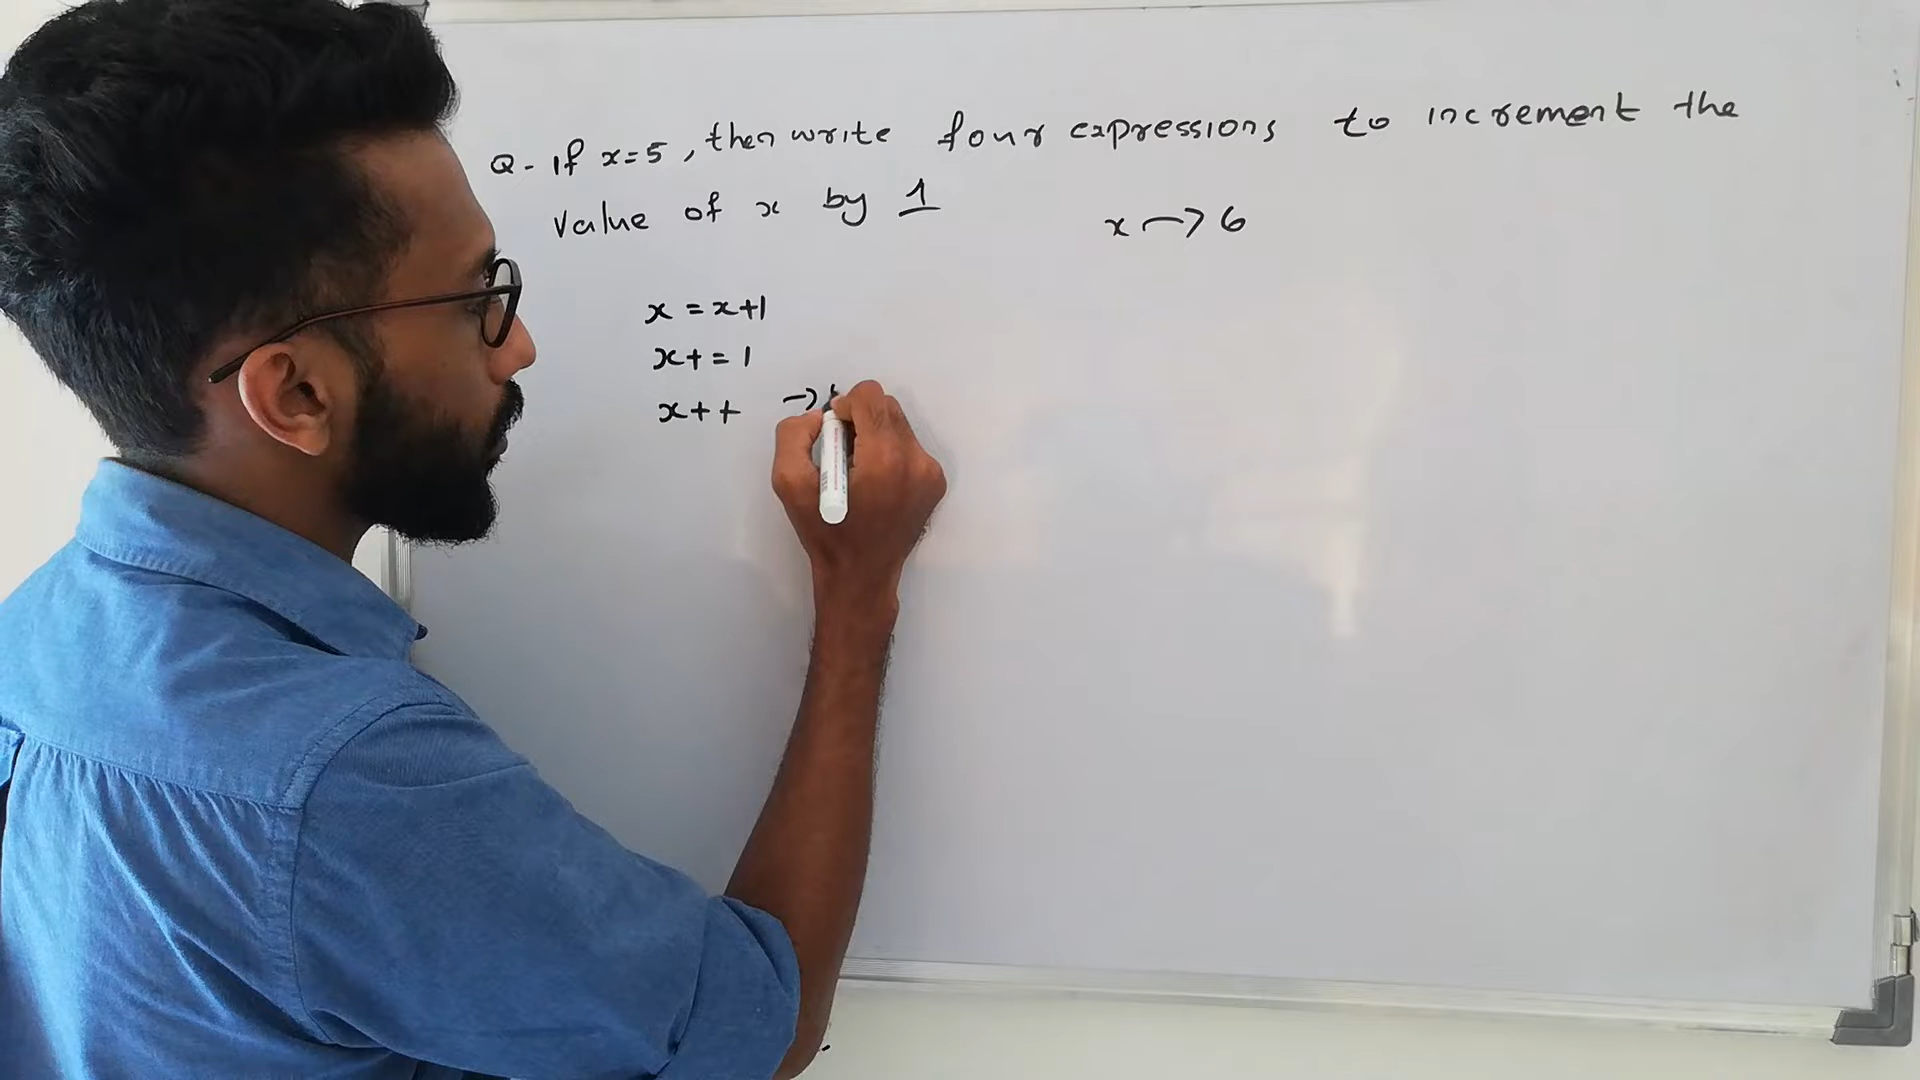 Q- If x=5, then write four expressions to increment the
value of x by 1
x → 6
x = x+1
x+=1
x++ →